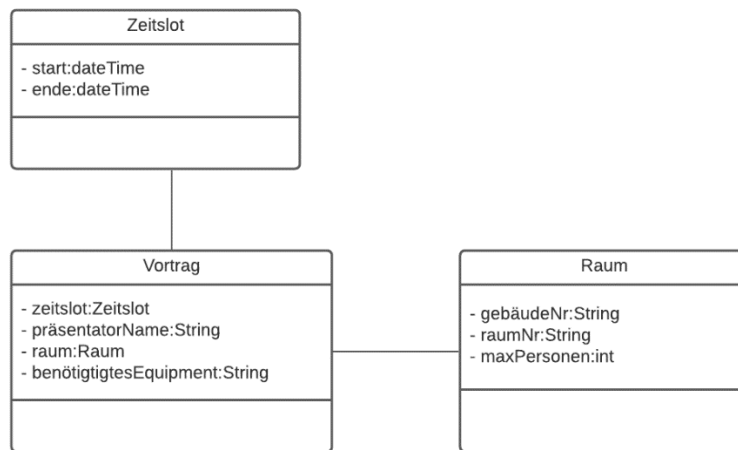 Zeitslot
- start:dateTime
- ende:dateTime
Vortrag
- zeitslot:Zeitslot
- präsentatorName:String
- raum:Raum
- benötigtigtesEquipment:String
Raum
- gebäudeNr:String
- raumNr:String
- maxPersonen:int